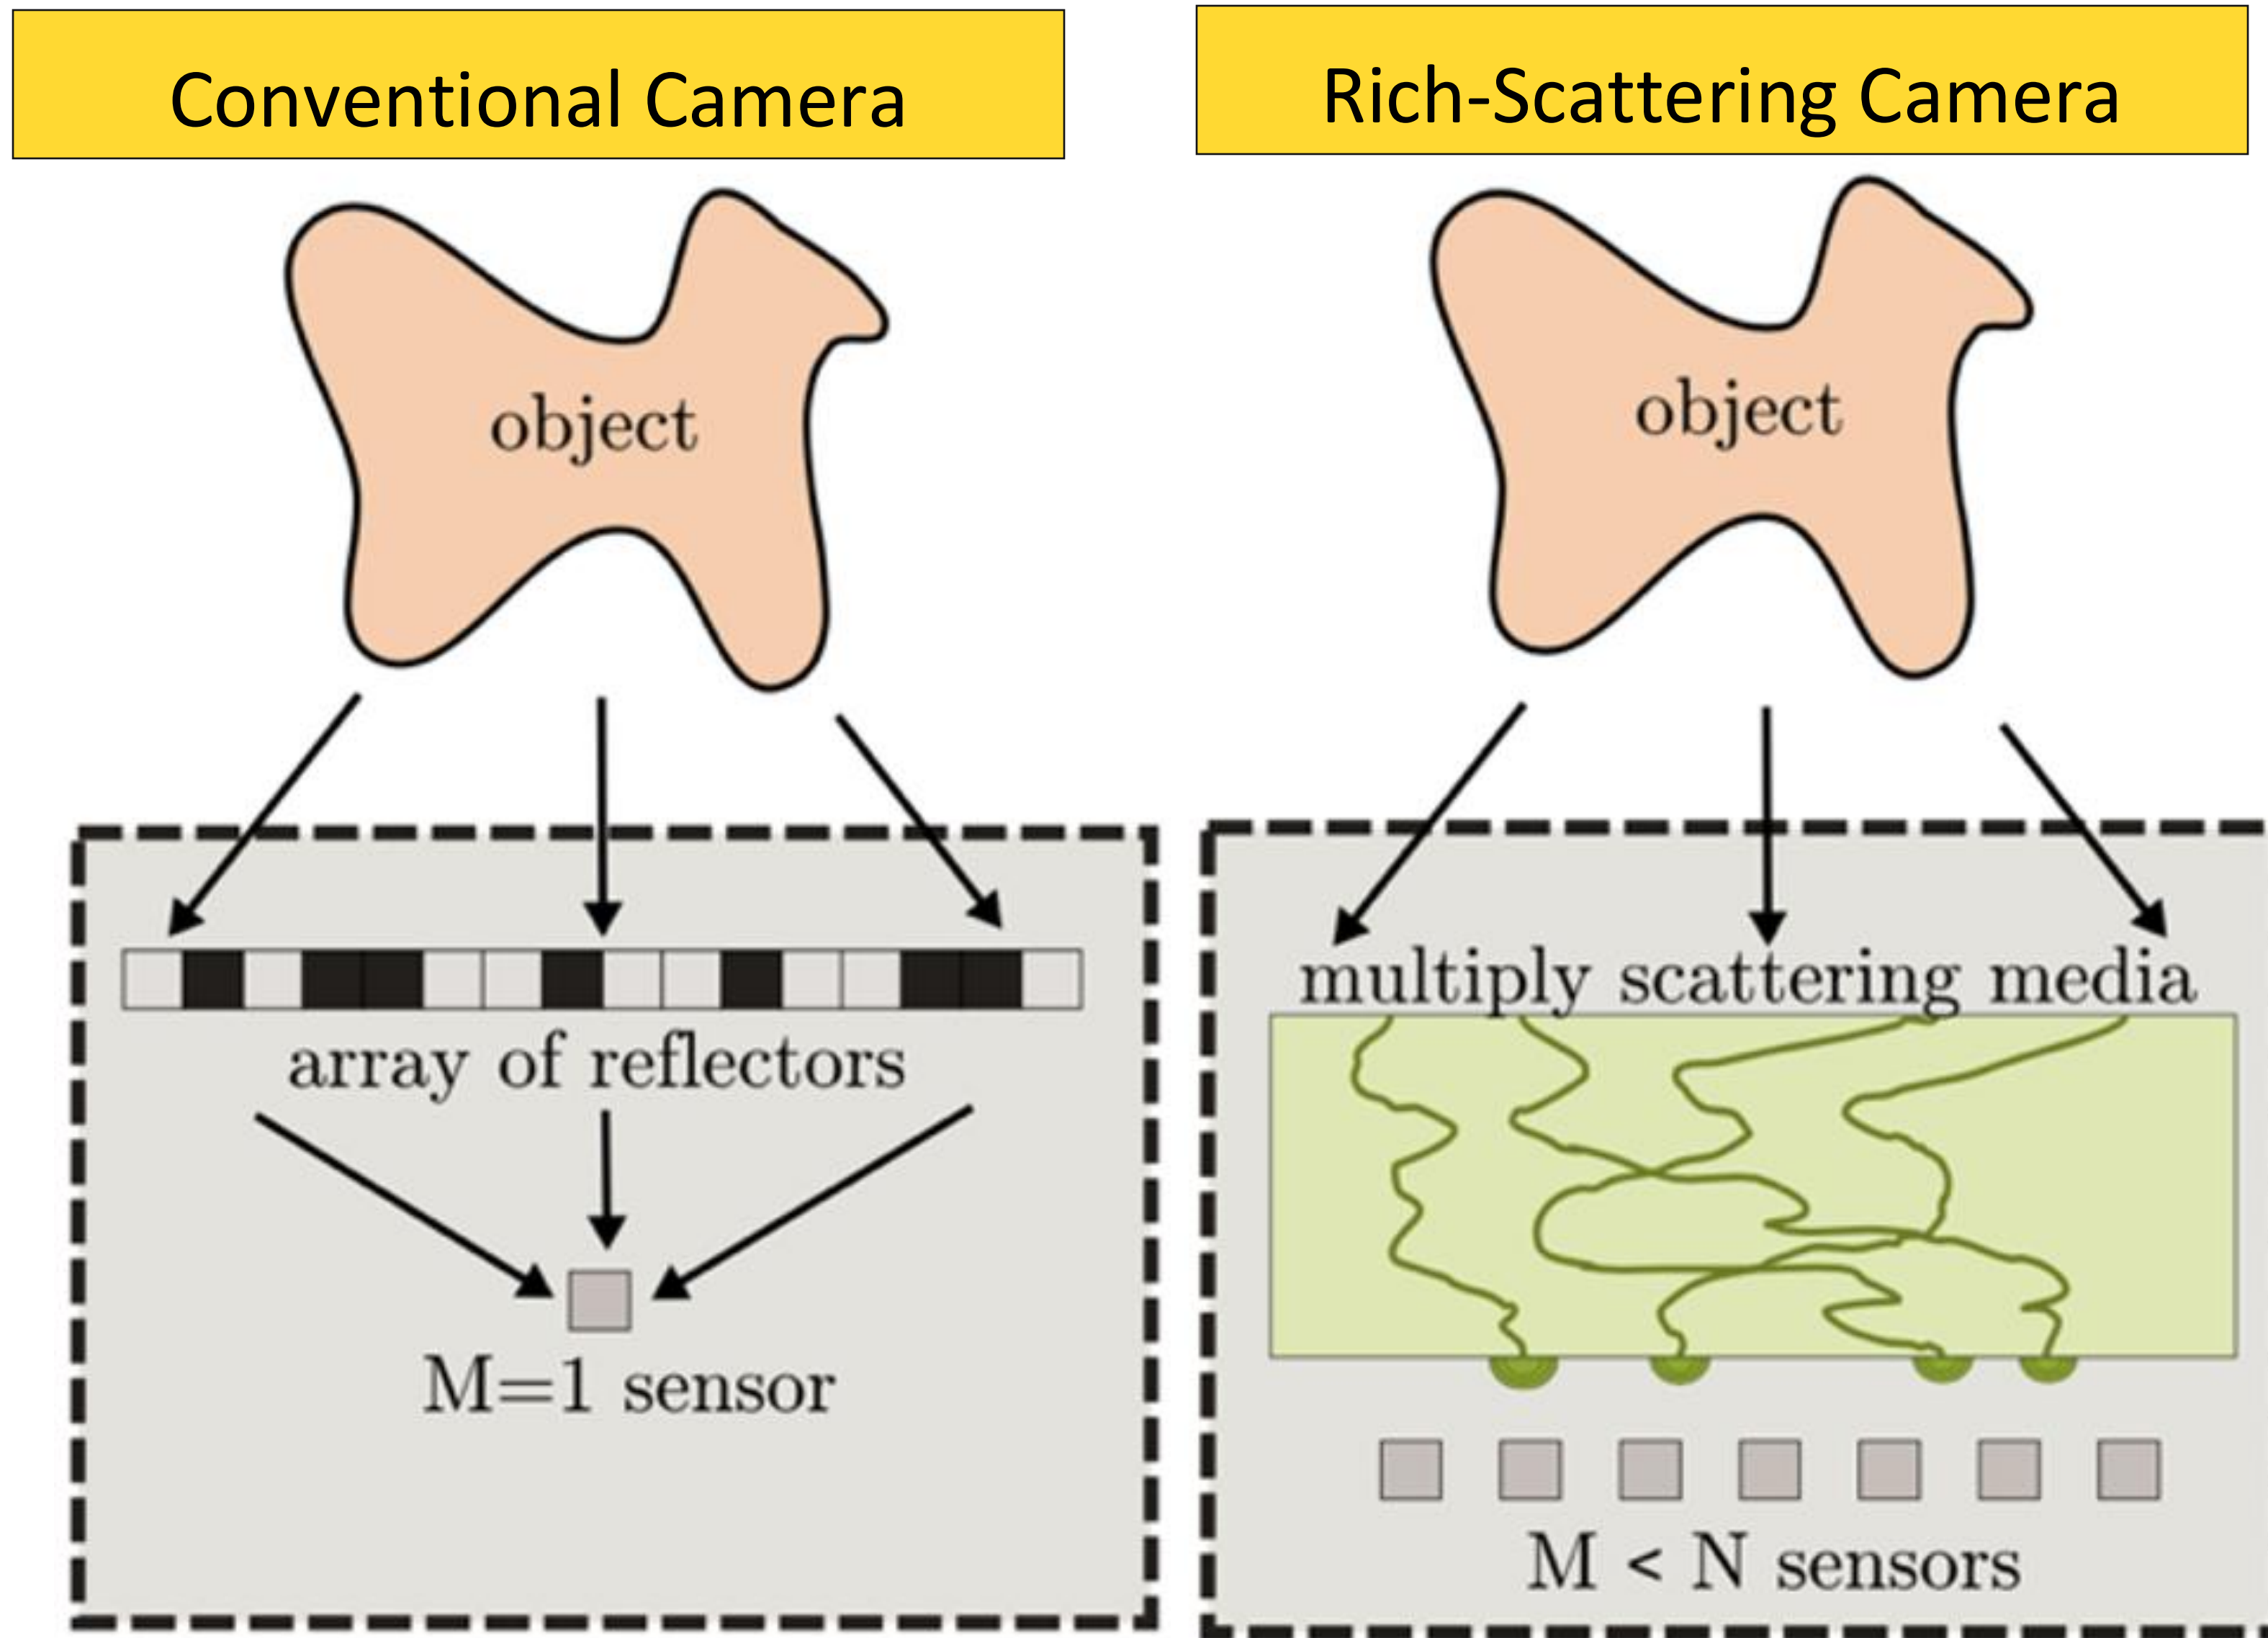 Conventional Camera
object
array of reflectors
M=1 sensor
Rich-Scattering Camera
object
multiply scattering media
M < N sensors